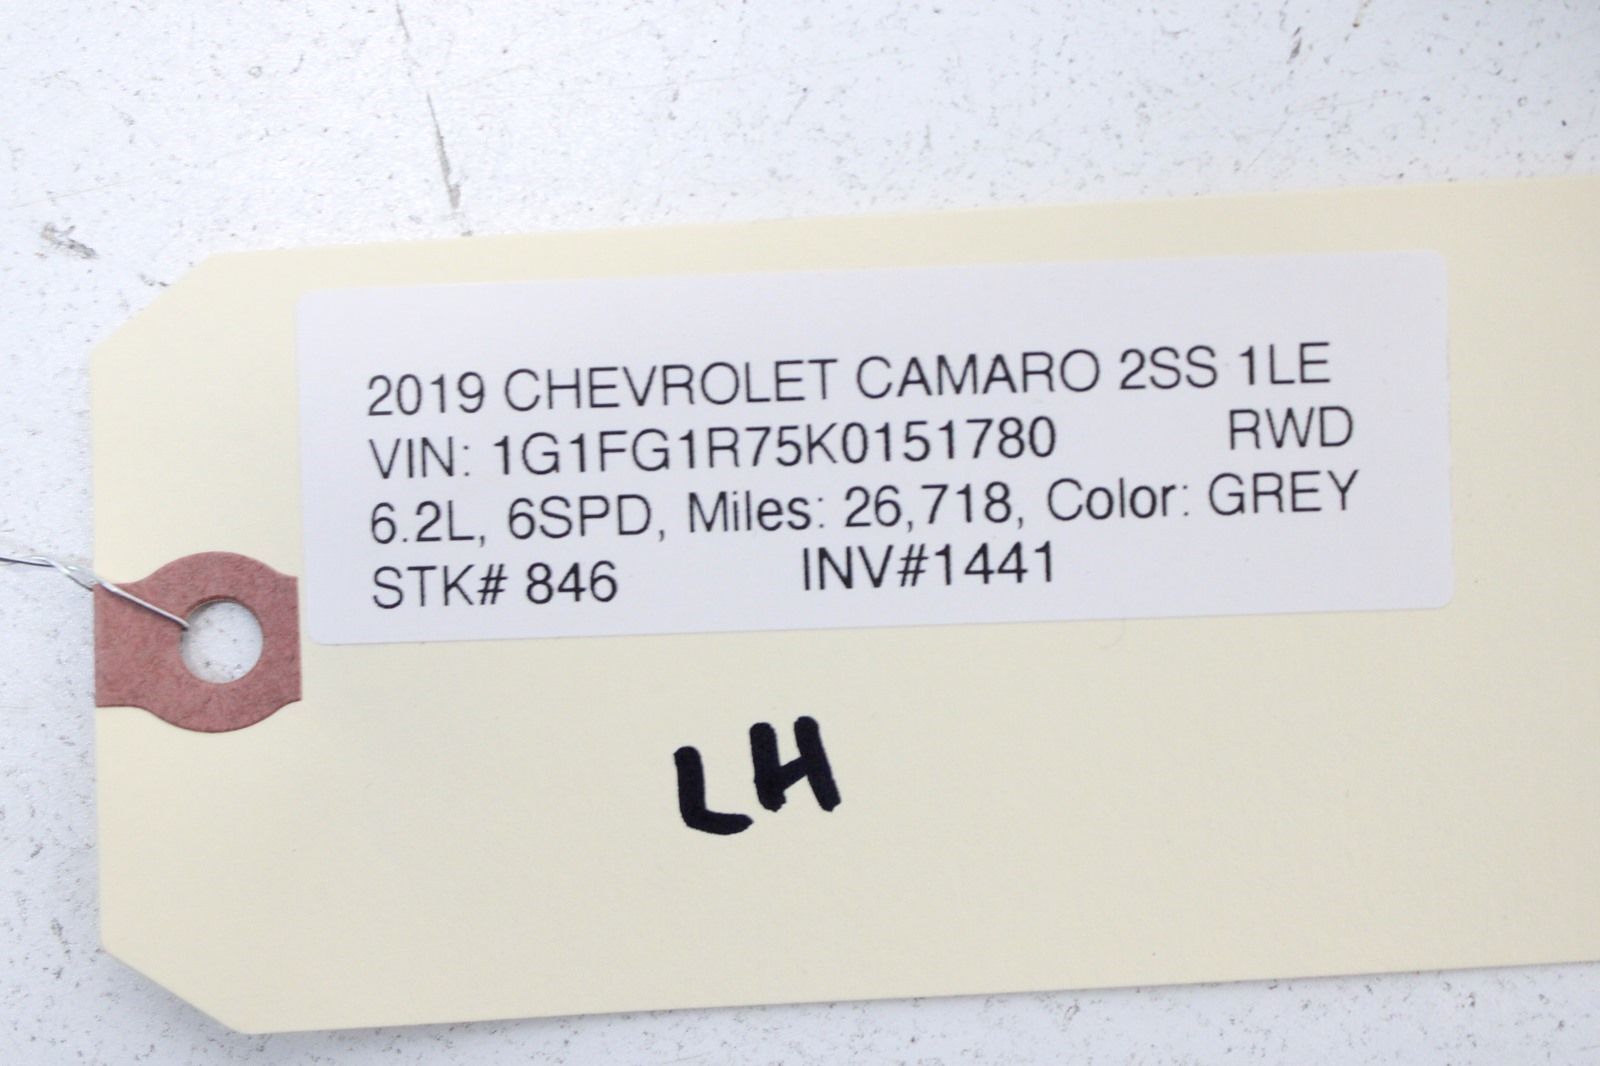 2019 CHEVROLET CAMARO 2SS 1LE
VIN: 1G1FG1R75K0151780 RWD
6.2L, 6SPD, Miles: 26,718, Color: GREY
STK# 846 INV#1441
LH